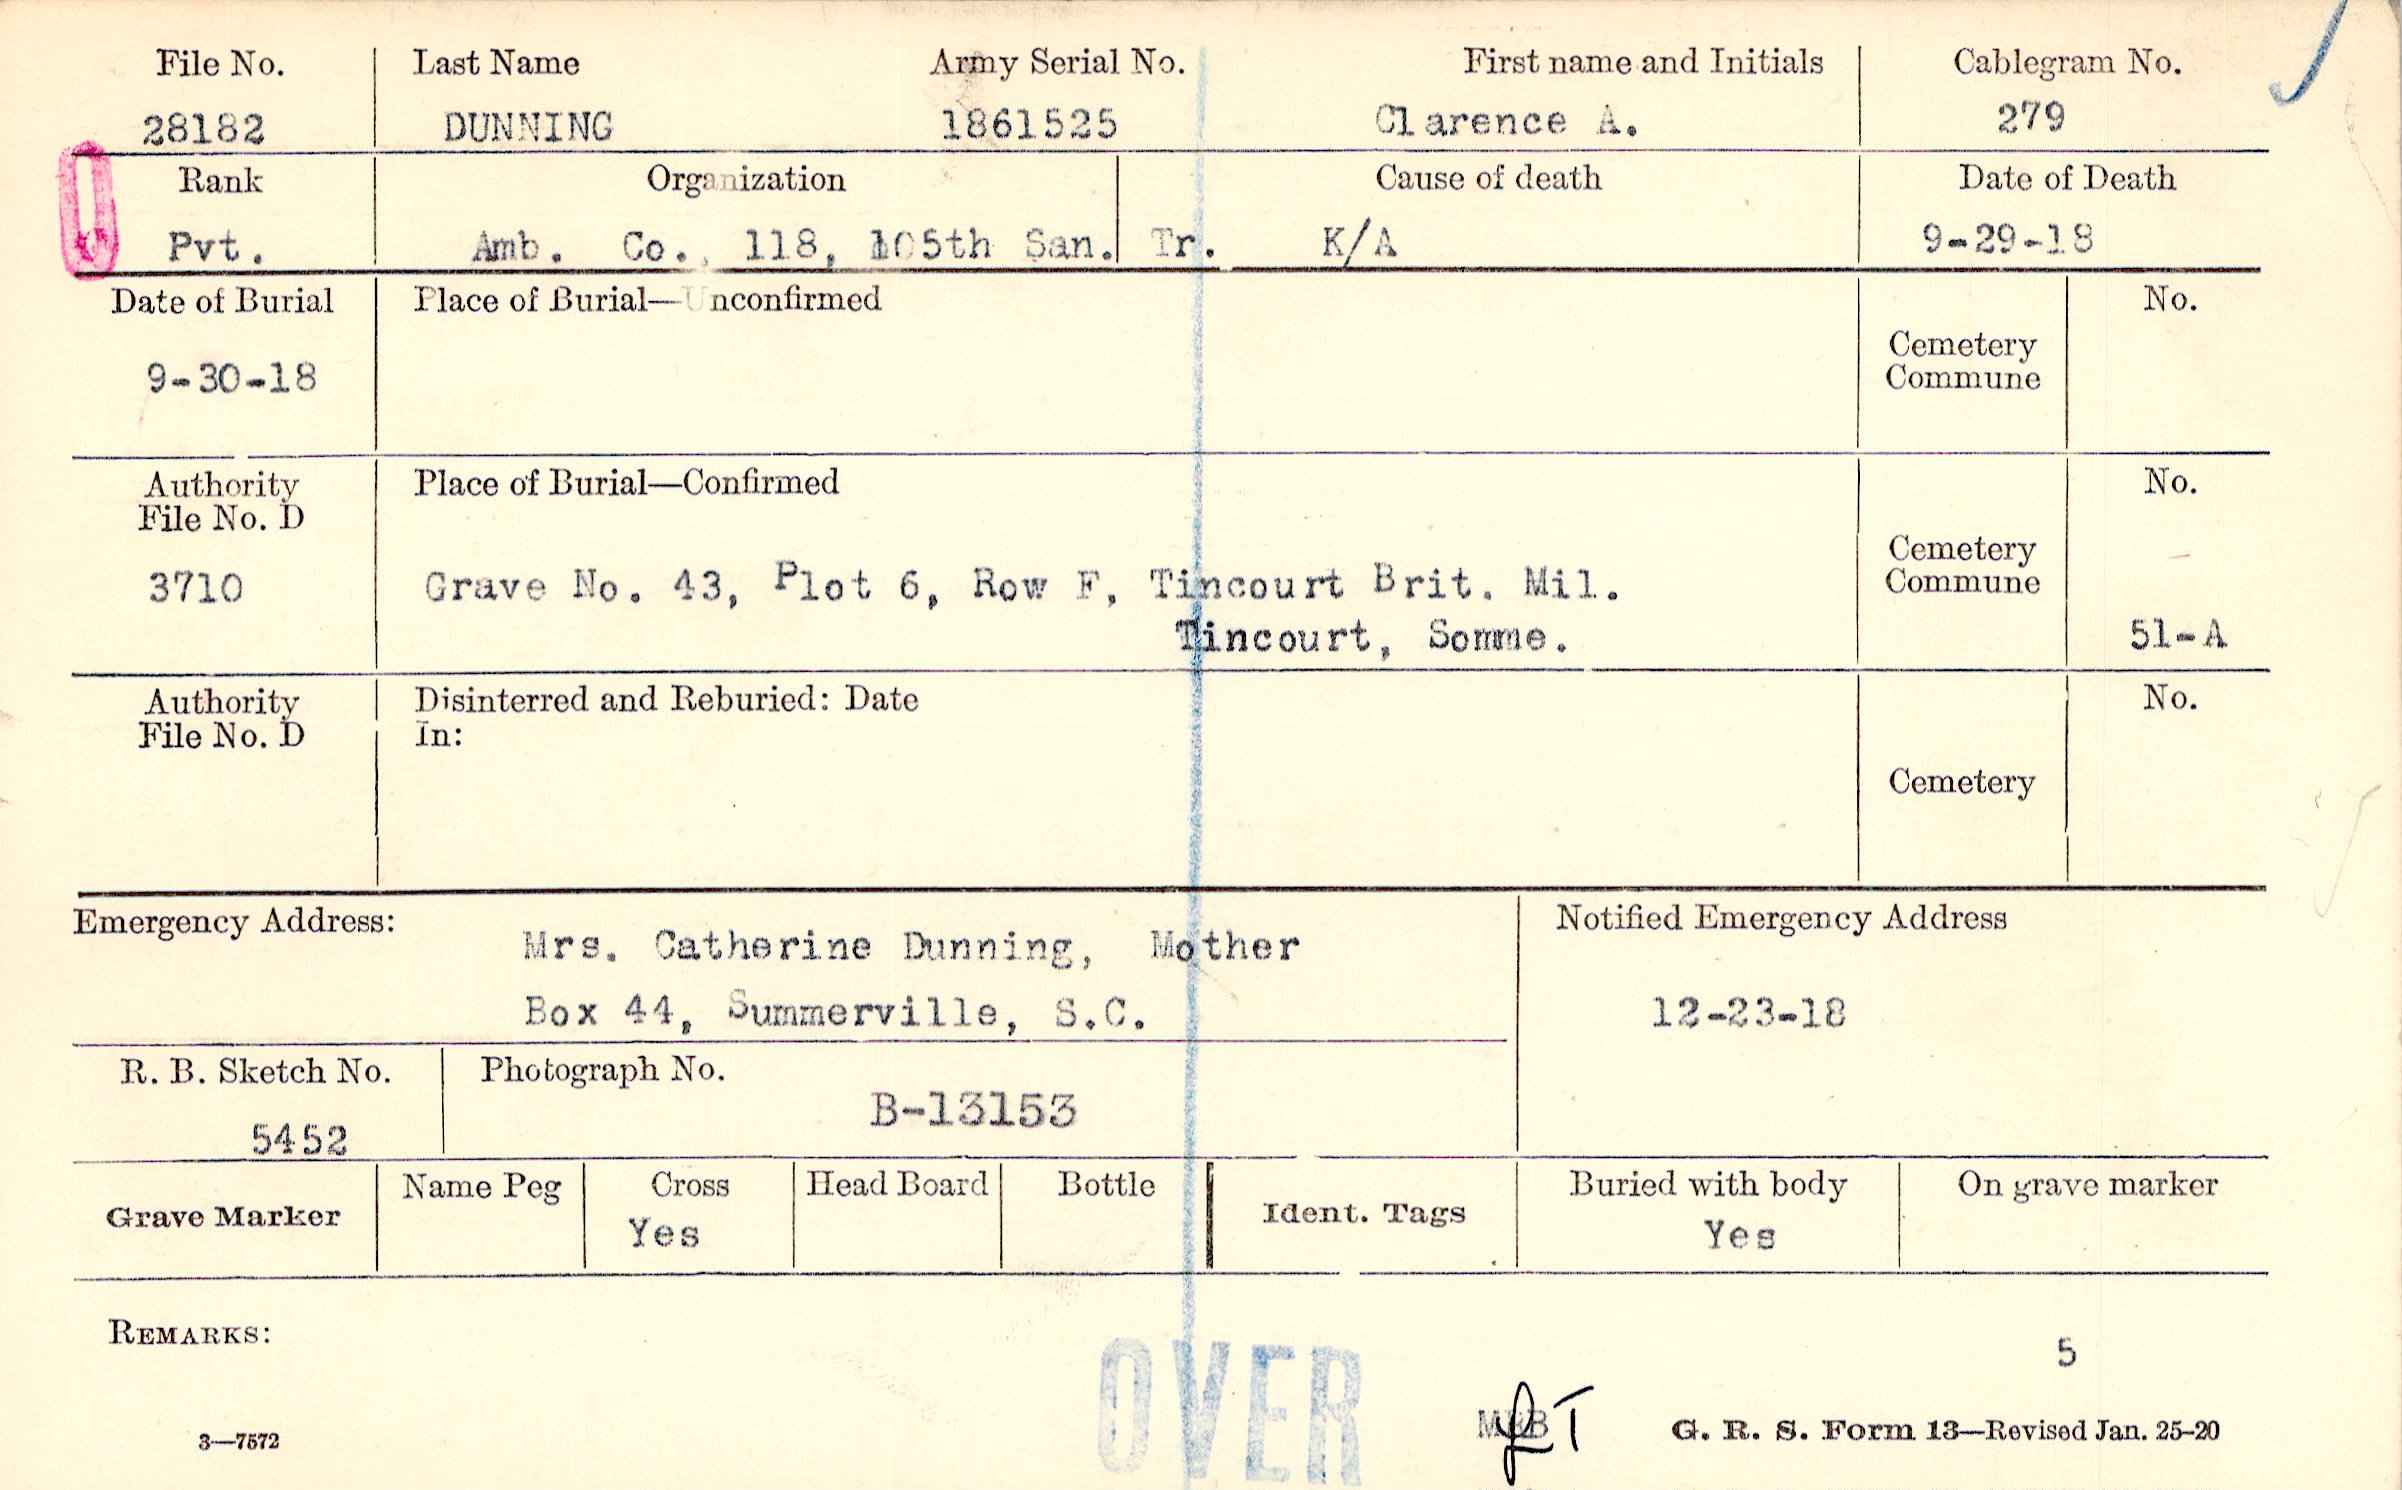 File No. Last Name Army Serial No. First name and Initials Cablegram No.
28182 DUNNING 1861525 Clarence A. 279
Rank Organization Cause of death Date of Death
Pvt. Amb. Co., 118, 105th San. Tr. K/A 9-29-18
Date of Burial Place of Burial—Unconfirmed No.
Cemetery
Commune
9-30-18
Authority Place of Burial—Confirmed No.
File No. D
Cemetery
Commune
3710 Grave No. 43, Plot 6, Row F, Tincourt Brit. Mil.
Tincourt, Somme. 51-A
Authority Disinterred and Reburied: Date No.
File No. D In:
Cemetery
Emergency Address: Notified Emergency Address
Mrs. Catherine Dunning, Mother
Box 44, Summerville, S.C. 12-23-18
R. B. Sketch No. Photograph No.
B-13153
5452
Grave Marker Name Peg Cross Head Board Bottle Ident. Tags Buried with body On grave marker
Yes Yes
REMARKS:
5
OVER
3—7572 G. R. S. Form 13—Revised Jan. 25-20